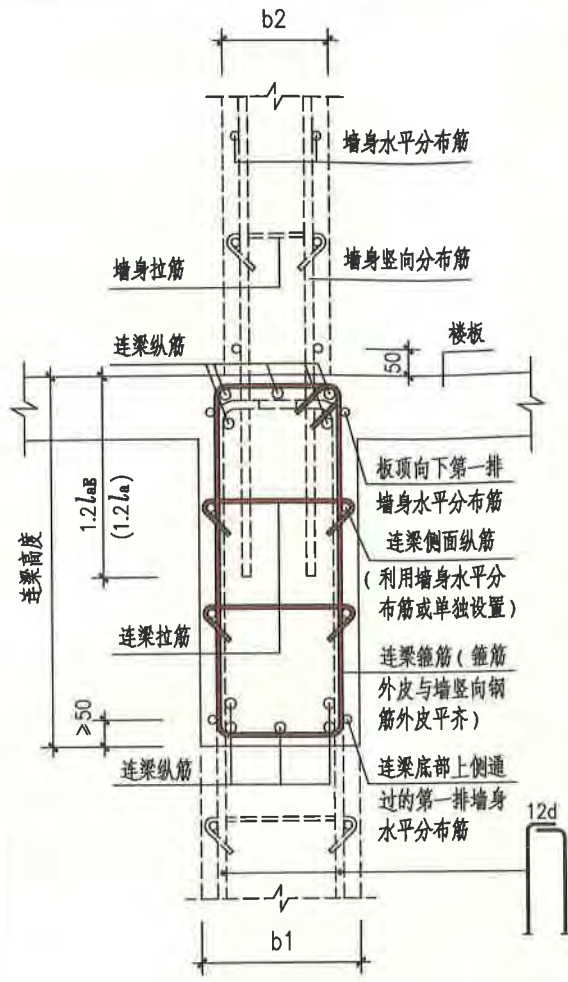 b2
墙身水平分布筋
墙身拉筋
墙身竖向分布筋
连梁纵筋
50
楼板
板顶向下第一排
墙身水平分布筋
1.2laE
(1.2la)
连梁高度
连梁侧面纵筋
(利用墙身水平分
布筋或单独设置)
连梁拉筋
连梁箍筋(箍筋
外皮与墙竖向钢
筋外皮平齐)
≥50
连梁纵筋
连梁底部上侧通
过的第一排墙身
水平分布筋
12d
b1